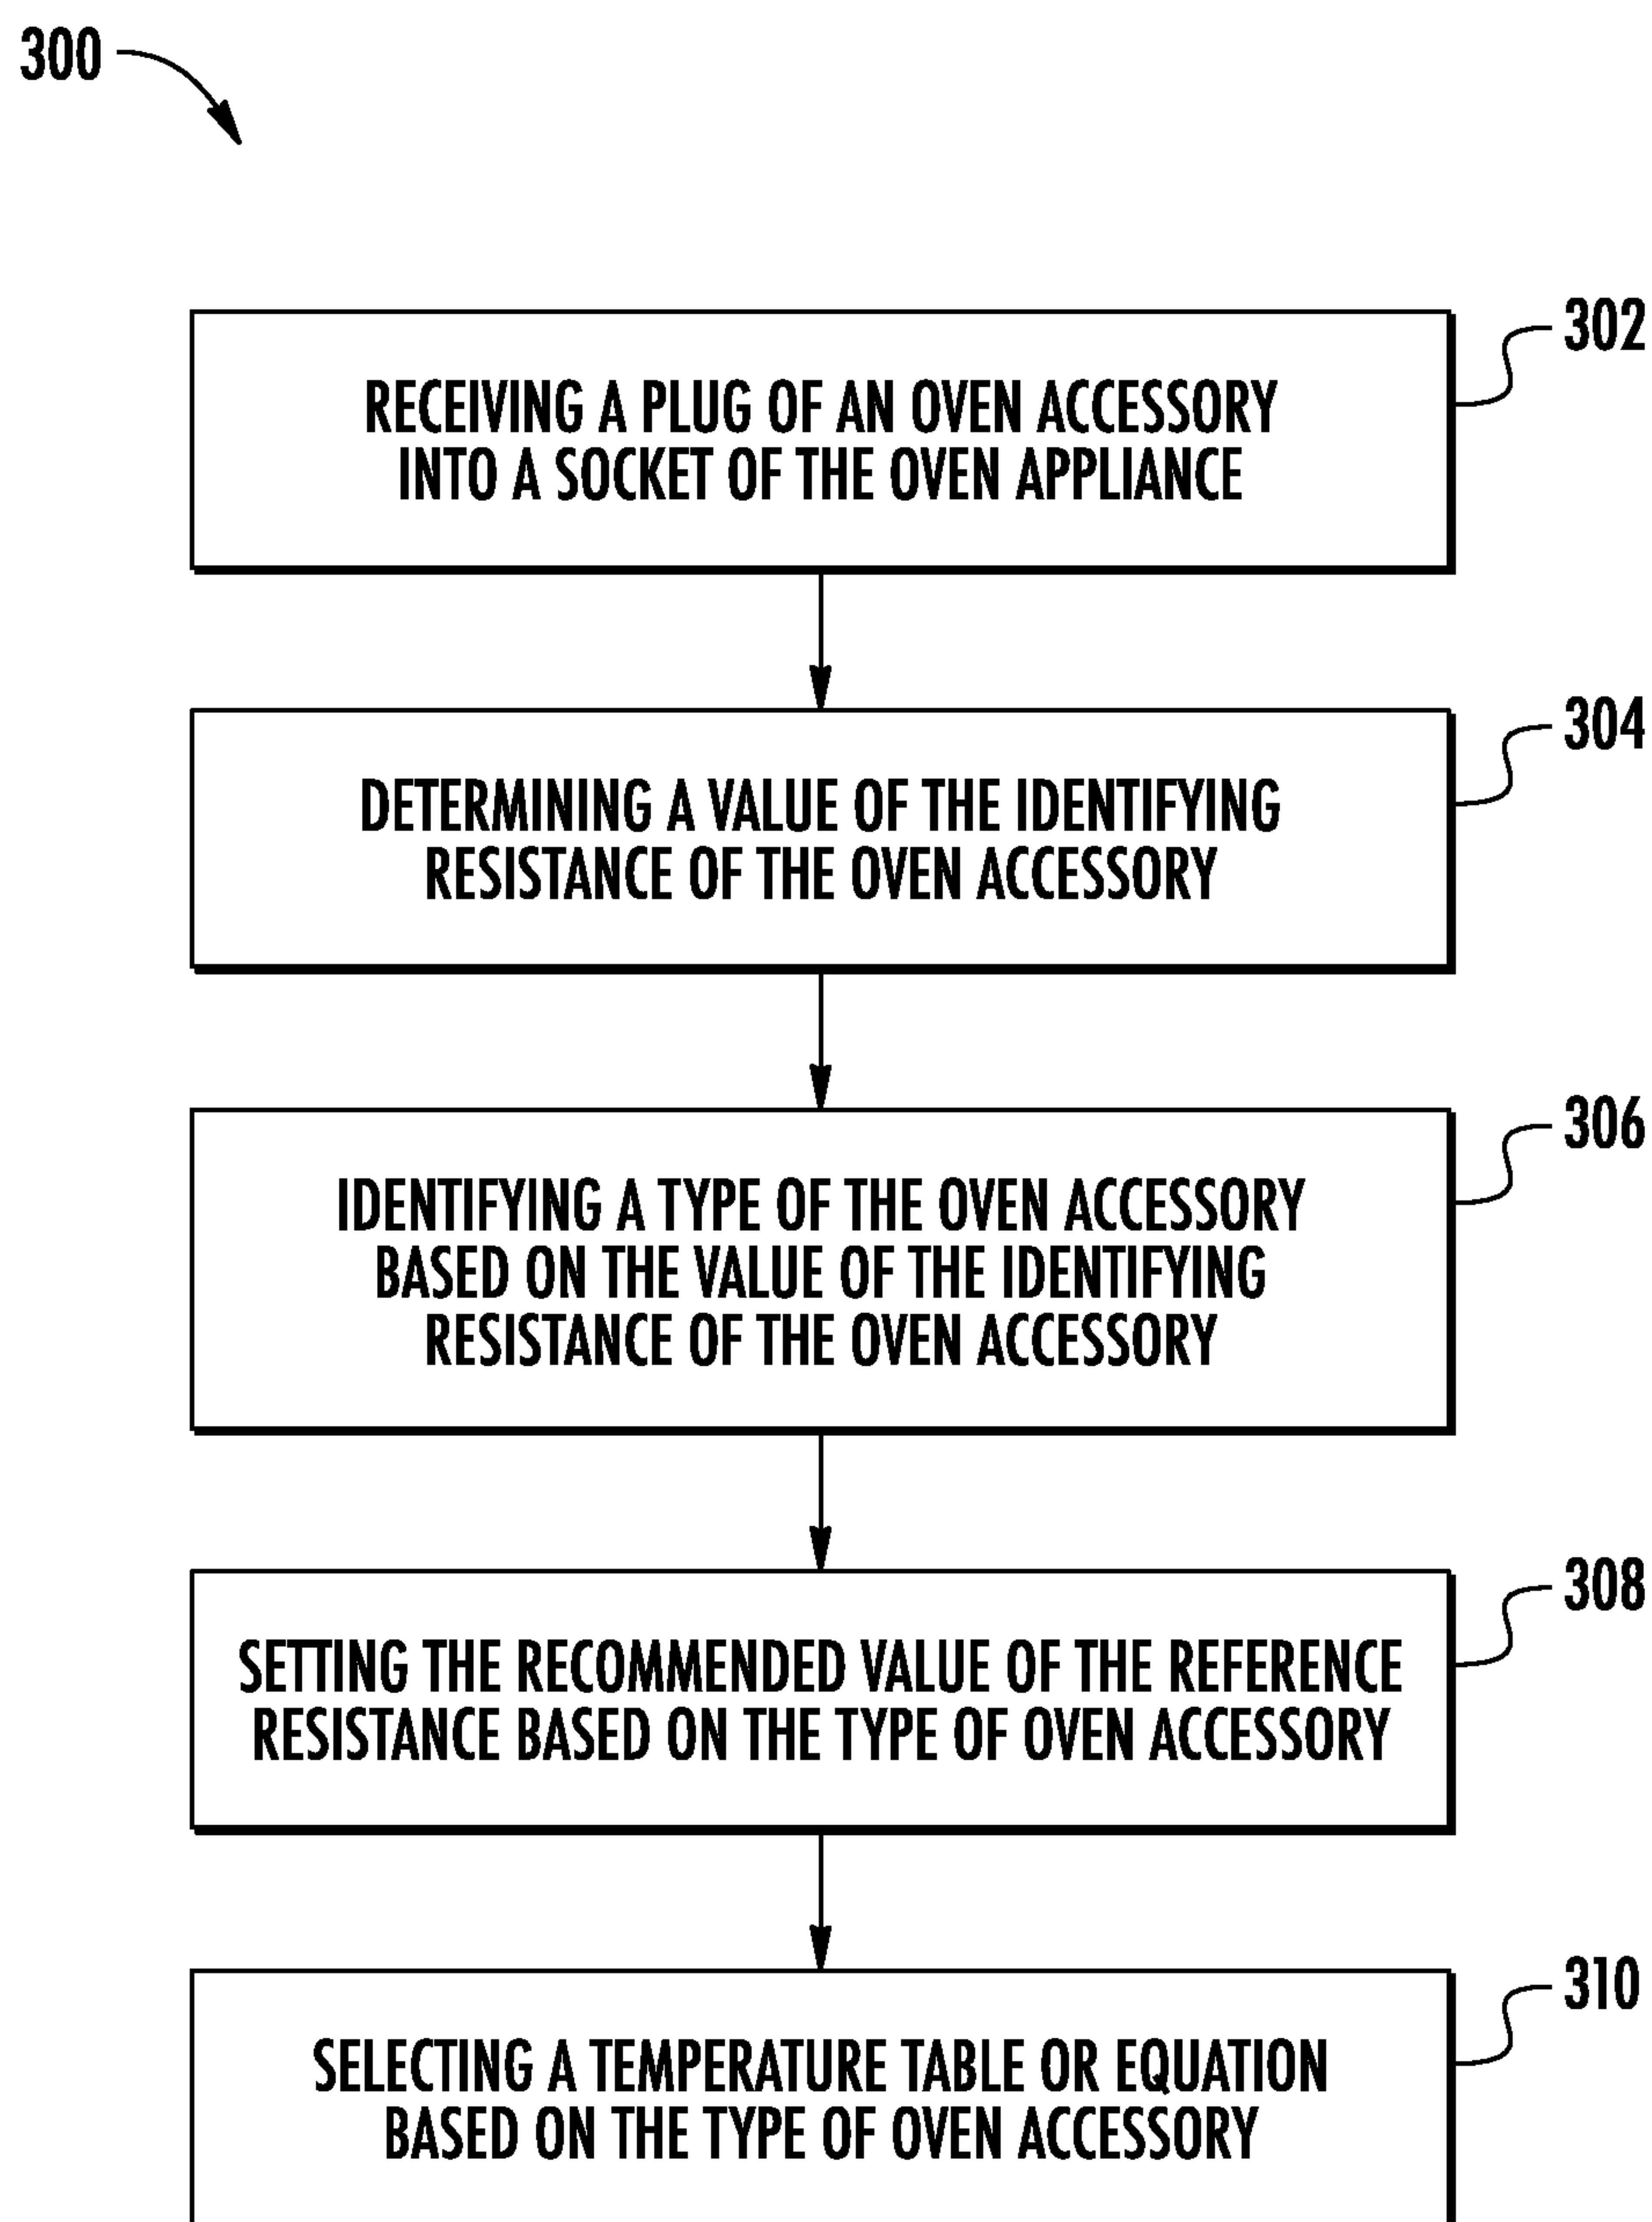 300
302
RECEIVING A PLUG OF AN OVEN ACCESSORY
INTO A SOCKET OF THE OVEN APPLIANCE
304
DETERMINING A VALUE OF THE IDENTIFYING
RESISTANCE OF THE OVEN ACCESSORY
306
IDENTIFYING A TYPE OF THE OVEN ACCESSORY
BASED ON THE VALUE OF THE IDENTIFYING
RESISTANCE OF THE OVEN ACCESSORY
308
SETTING THE RECOMMENDED VALUE OF THE REFERENCE
RESISTANCE BASED ON THE TYPE OF OVEN ACCESSORY
310
SELECTING A TEMPERATURE TABLE OR EQUATION
BASED ON THE TYPE OF OVEN ACCESSORY